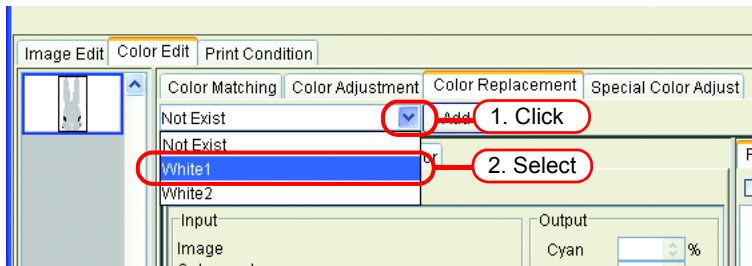 Image Edit Color Edit Print Condition
Color Matching Color Adjustment Color Replacement Special Color Adjust
Not Exist Add 1. Click
Not Exist
White1 2. Select
White2
Input Output
Image Cyan %